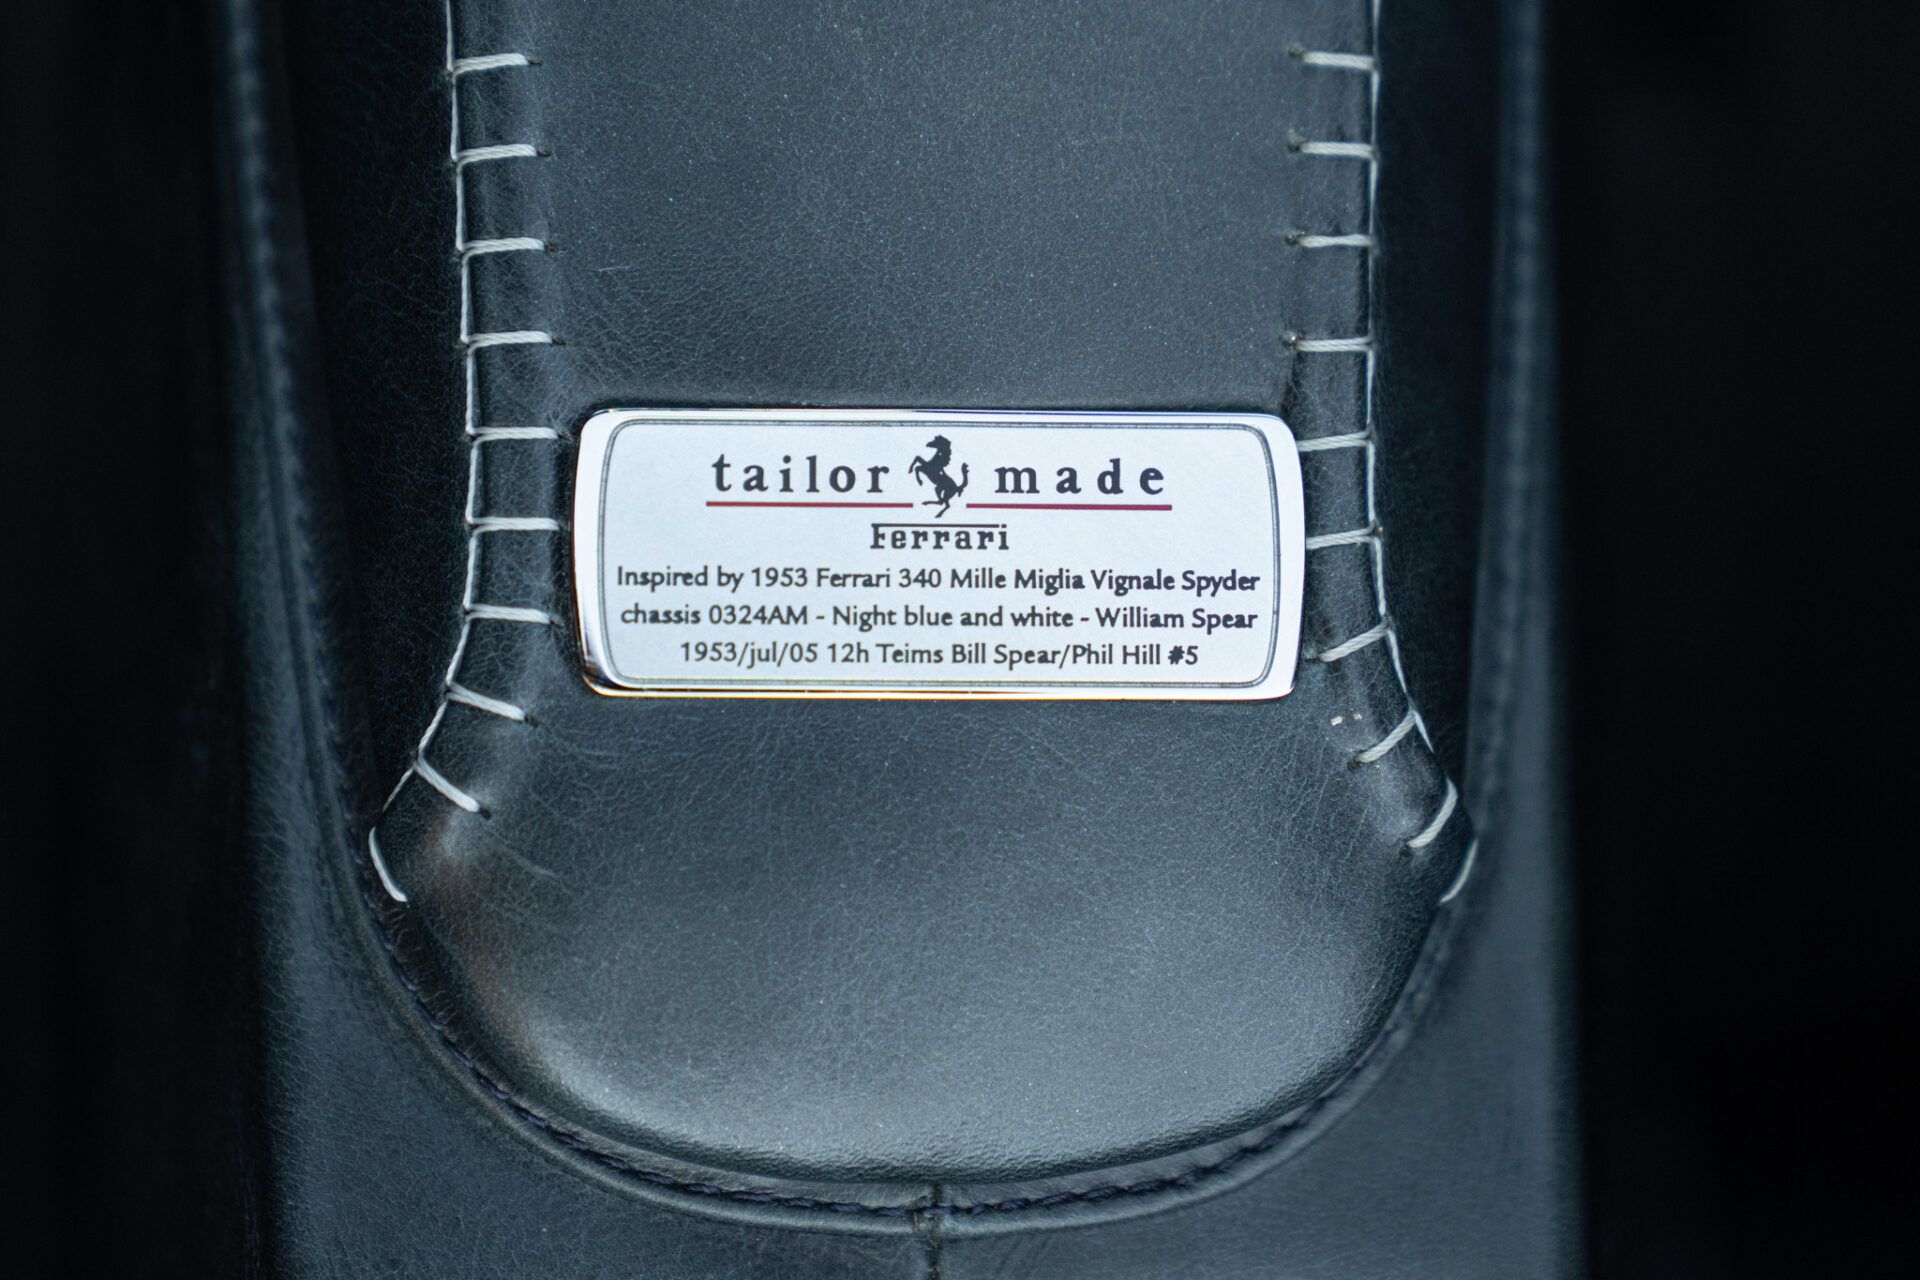 tailor made
Ferrari
Inspired by 1953 Ferrari 340 Mille Miglia Vignale Spyder
chassis 0324AM - Night blue and white - William Spear
1953/jul/05 12h Teims Bill Spear/Phil Hill #5